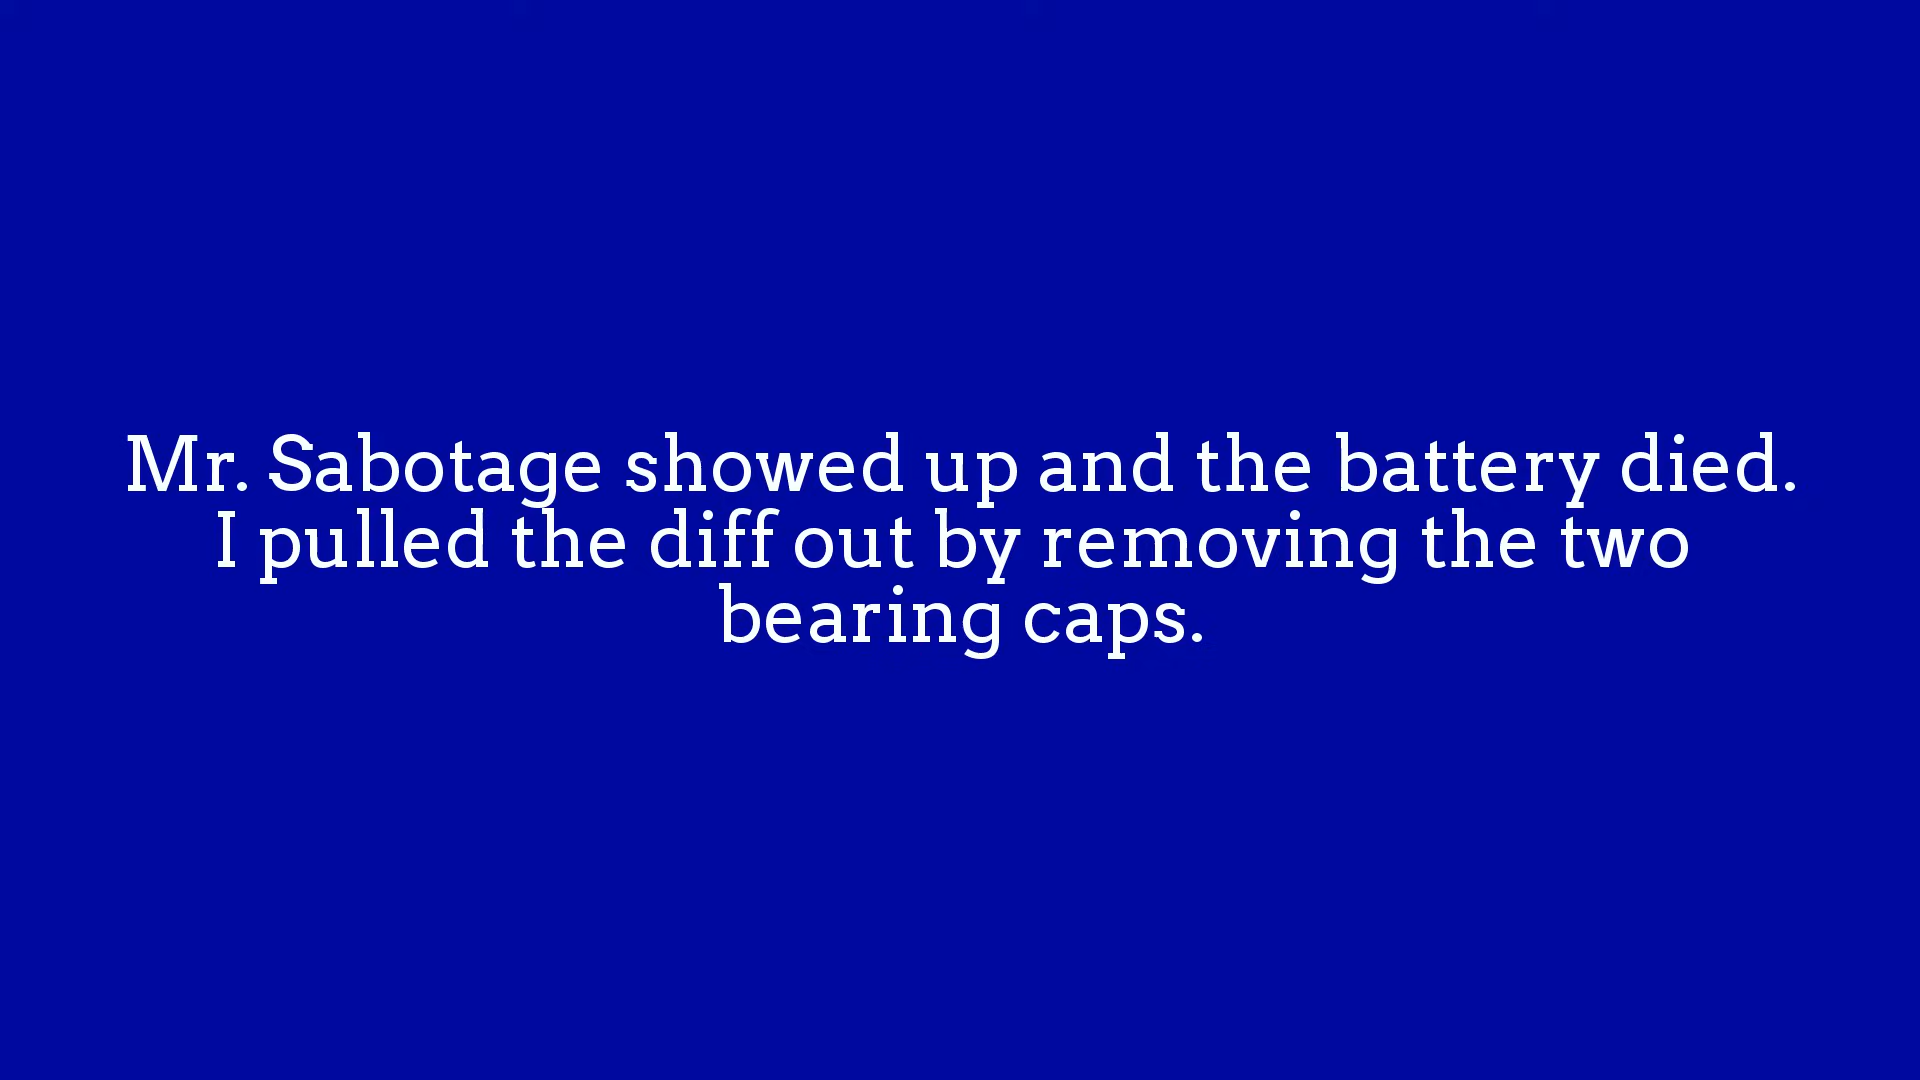 Mr. Sabotage showed up and the battery died.
I pulled the diff out by removing the two
bearing caps.